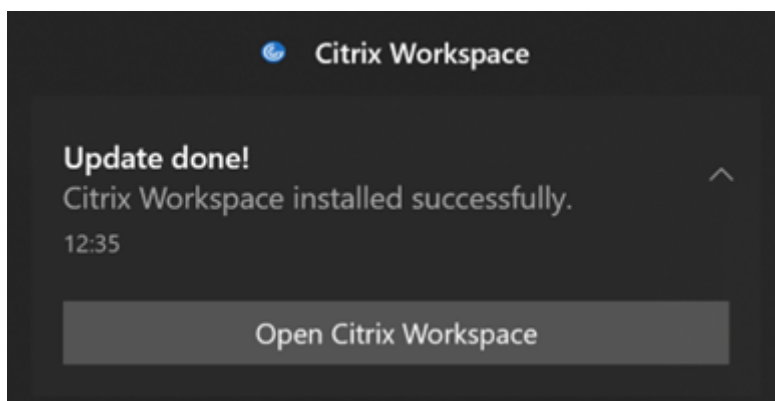 Citrix Workspace
Update done!
Citrix Workspace installed successfully.
12:35
Open Citrix Workspace